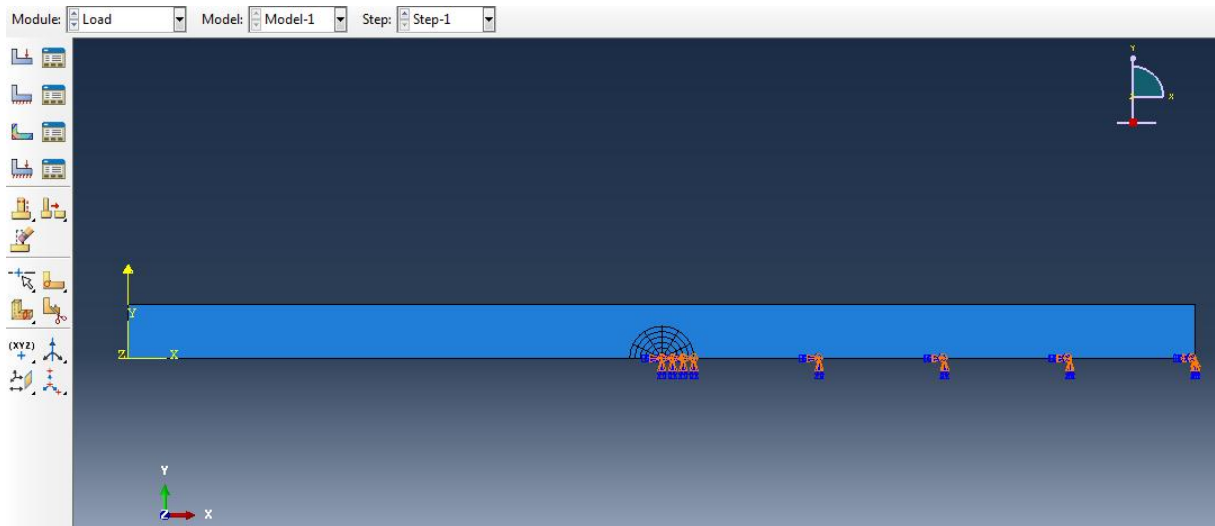 Module: Load Model: Model-1 Step: Step-1
Y
X
Y
Z X
(XYZ)
Y
Z X